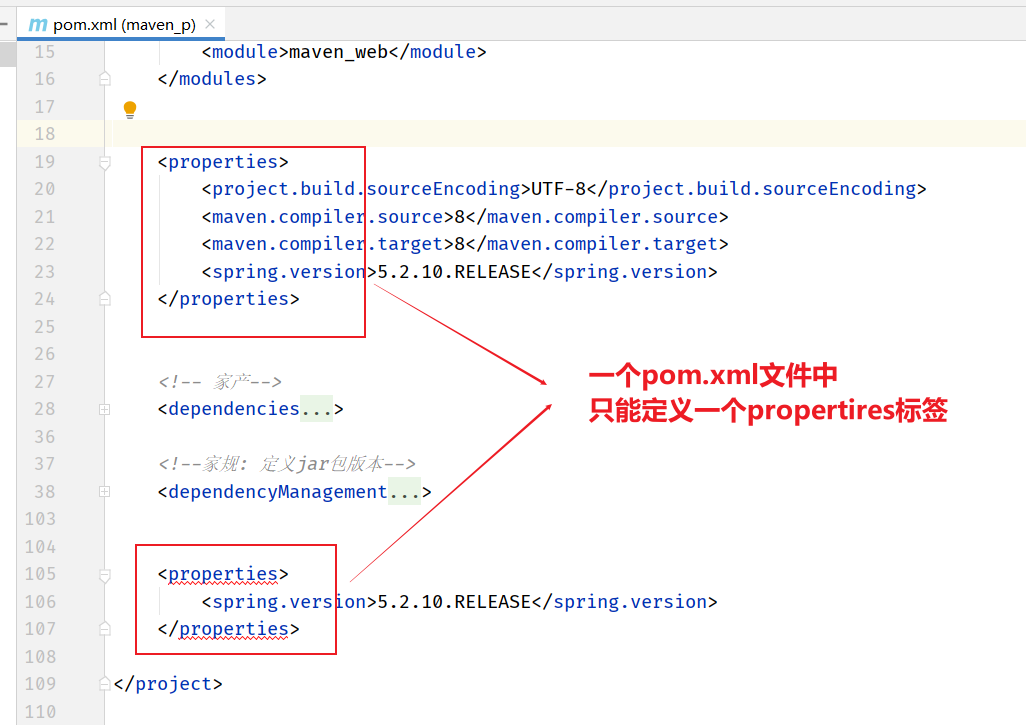 pom.xml (maven_p)
15 <module>maven_web</module>
16 </modules>
17
18
19 <properties>
20 <project.build.sourceEncoding>UTF-8</project.build.sourceEncoding>
21 <maven.compiler.source>8</maven.compiler.source>
22 <maven.compiler.target>8</maven.compiler.target>
23 <spring.version>5.2.10.RELEASE</spring.version>
24 </properties>
25
26
27 <!-- 家产-->
28 <dependencies...>
36
37 <!--家规: 定义jar包版本-->
38 <dependencyManagement...>
103
104
105 <properties>
106 <spring.version>5.2.10.RELEASE</spring.version>
107 </properties>
108
109 </project>
110
一个pom.xml文件中
只能定义一个propertires标签